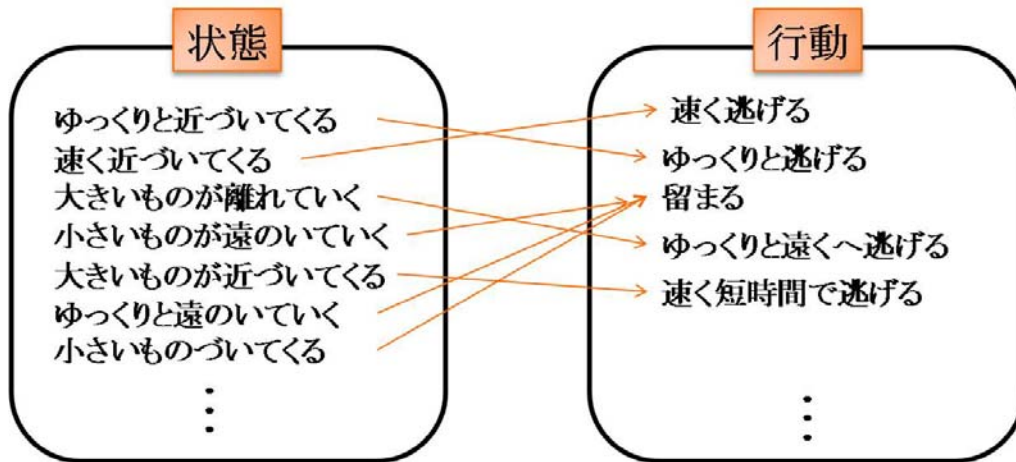 状態
ゆっくりと近づいてくる
速く近づいてくる
大きいものが離れていく
小さいものが遠のいていく
大きいものが近づいてくる
ゆっくりと遠のいていく
小さいものづいてくる
⋮
行動
速く逃げる
ゆっくりと逃げる
留まる
ゆっくりと遠くへ逃げる
速く短時間で逃げる
⋮